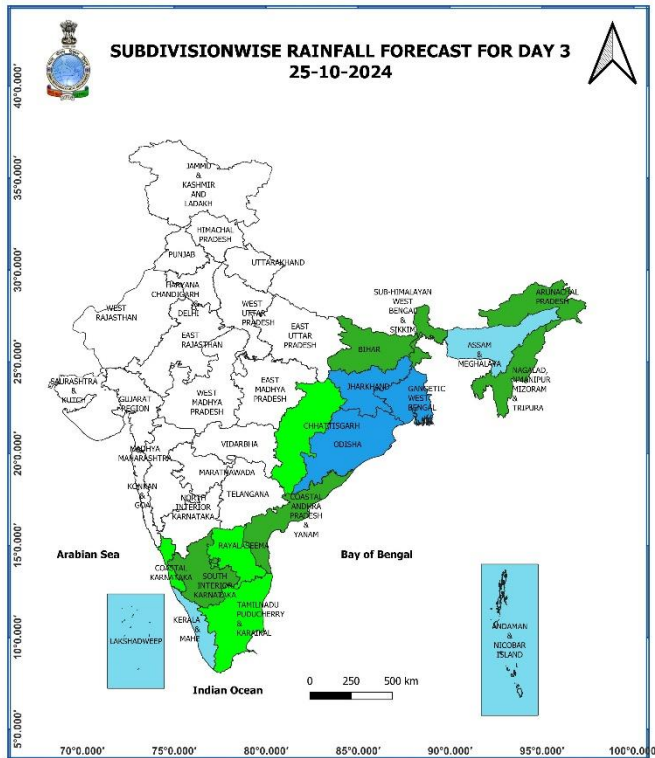 SUBDIVISIONWISE RAINFALL FORECAST FOR DAY 3
25-10-2024
40°0.000'
35°0.000'
30°0.000'
25°0.000'
20°0.000'
15°0.000'
10°0.000'
5°0.000'
JAMMU
&
KASHMIR
AND
LADAKH
HIMACHAL
PRADESH
PUNJAB
UTTARAKHAND
HARYANA
CHANDIGARH
&
DELHI
WEST
RAJASTHAN
WEST
UTTAR
PRADESH
EAST
RAJASTHAN
EAST
UTTAR
PRADESH
SUB-HIMALAYAN
WEST
BENGAL
&
SIKKIM
ARUNACHAL
PRADESH
ASSAM
&
MEGHALAYA
BIHAR
NAGALAD,
MANIPUR
MIZORAM
&
TRIPURA
SAURASHTRA
&
KUTCH
GUJARAT
REGION
WEST
MADHYA
PRADESH
EAST
MADHYA
PRADESH
JHARKHAND
GANGETIC
WEST
BENGAL
CHHATTISGARH
ODISHA
VIDARBHA
MADHYA
MAHARASHTRA
MARATHAWADA
KONKAN
&
GOA
NORTH
INTERIOR
KARNATAKA
TELANGANA
COASTAL
ANDHRA
PRADESH
&
YANAM
RAYALASEEMA
COASTAL
KARNATAKA
SOUTH
INTERIOR
KARNATAKA
TAMILNADU
PUDUCHERRY
&
KARAIKAL
KERALA
&
MAHE
LAKSHADWEEP
ANDAMAN
&
NICOBAR
ISLAND
Arabian Sea
Bay of Bengal
Indian Ocean
0 250 500 km
70°0.000' 75°0.000' 80°0.000' 85°0.000' 90°0.000' 95°0.000' 100°0.000'